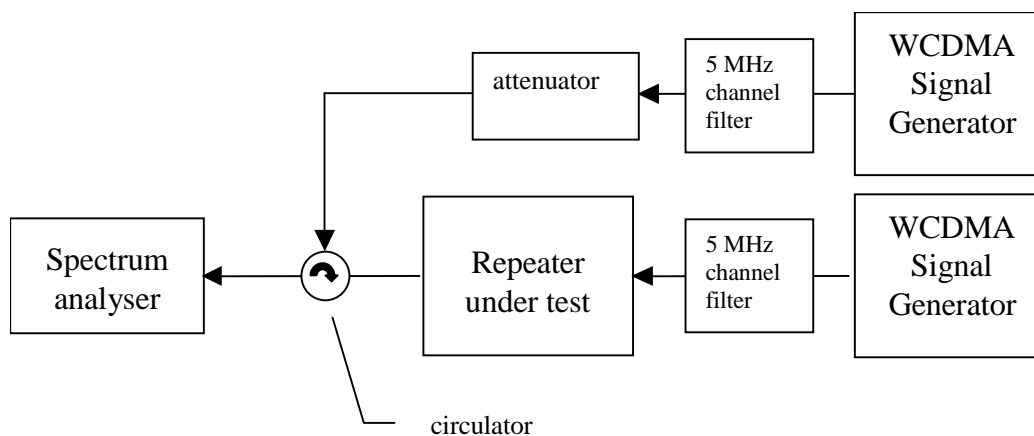 attenuator
5 MHz
channel
filter
WCDMA
Signal
Generator
Spectrum
analyser
Repeater
under test
5 MHz
channel
filter
WCDMA
Signal
Generator
circulator